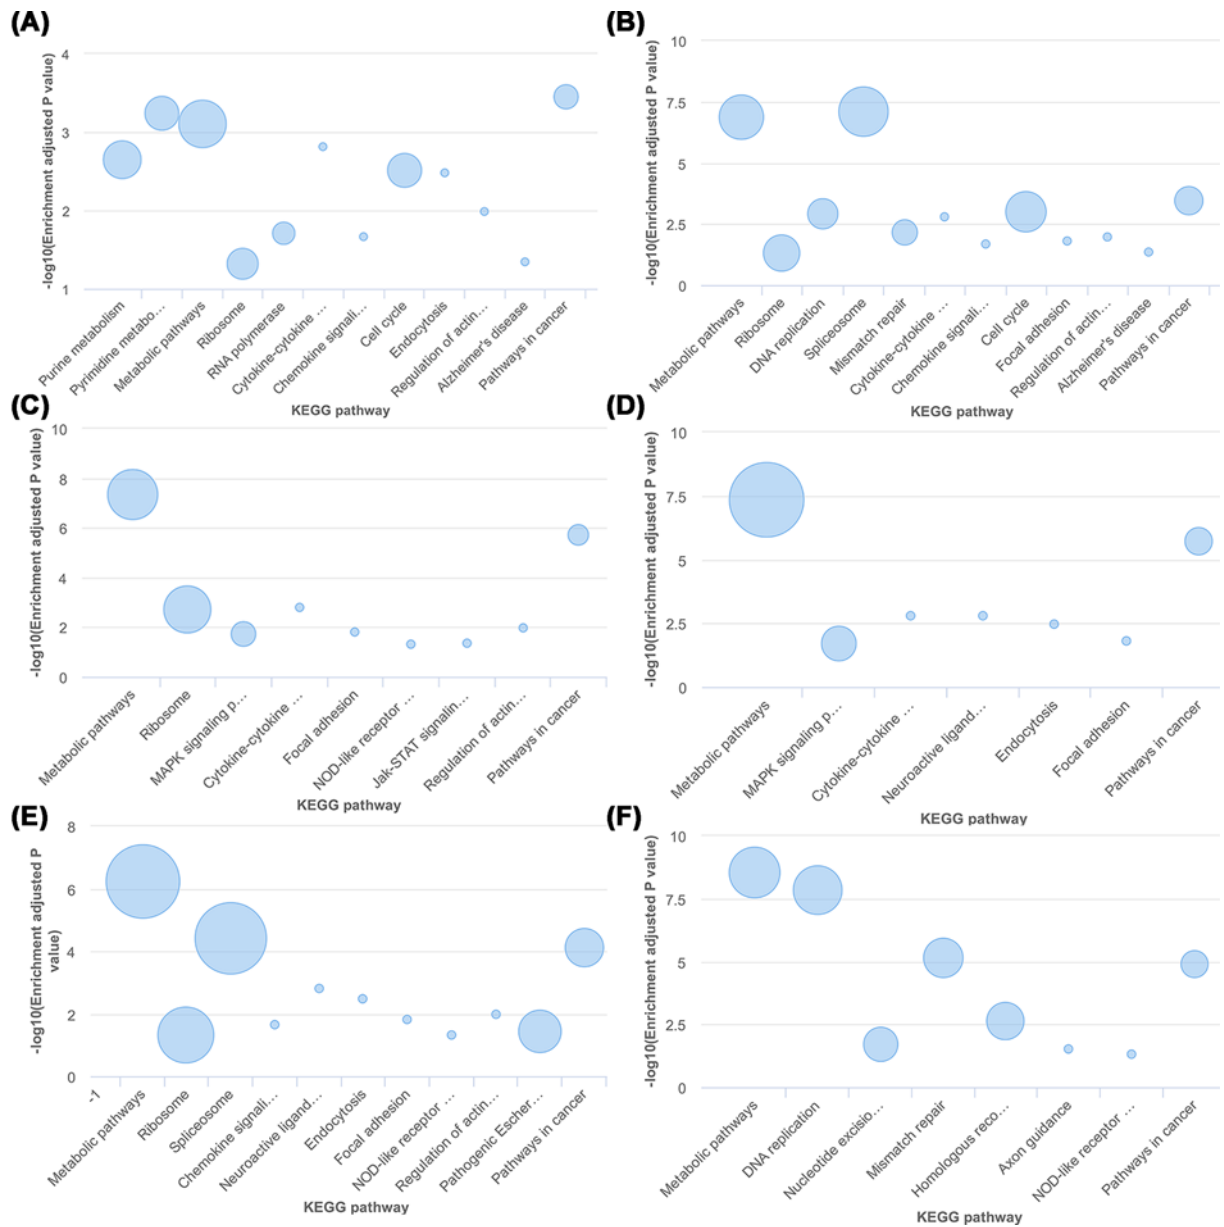 (A)
-log10(Enrichment adjusted P value)
4
3
2
1
Purine metabolism
Pyrimidine metabo...
Metabolic pathways
Ribosome
RNA polymerase
Cytokine-cytokine ...
Chemokine signali...
Cell cycle
Endocytosis
Regulation of actin...
Alzheimer's disease
Pathways in cancer
KEGG pathway
(B)
-log10(Enrichment adjusted P value)
10
7.5
5
2.5
0
Metabolic pathways
Ribosome
DNA replication
Spliceosome
Mismatch repair
Cytokine-cytokine ...
Chemokine signali...
Cell cycle
Focal adhesion
Regulation of actin...
Alzheimer's disease
Pathways in cancer
KEGG pathway
(C)
-log10(Enrichment adjusted P value)
10
8
6
4
2
0
Metabolic pathways
Ribosome
MAPK signaling p...
Cytokine-cytokine ...
Focal adhesion
NOD-like receptor ...
Jak-STAT signalin...
Regulation of actin...
Pathways in cancer
KEGG pathway
(D)
-log10(Enrichment adjusted P value)
10
7.5
5
2.5
0
Metabolic pathways
MAPK signaling p...
Cytokine-cytokine ...
Neuroactive ligand...
Endocytosis
Focal adhesion
Pathways in cancer
KEGG pathway
(E)
-log10(Enrichment adjusted P
value)
8
6
4
2
0
-1
Metabolic pathways
Ribosome
Spliceosome
Chemokine signali...
Neuroactive ligand...
Endocytosis
Focal adhesion
NOD-like receptor ...
Regulation of actin...
Pathogenic Escher...
Pathways in cancer
KEGG pathway
(F)
-log10(Enrichment adjusted P value)
10
7.5
5
2.5
0
Metabolic pathways
DNA replication
Nucleotide excisio...
Mismatch repair
Homologous reco...
Axon guidance
NOD-like receptor ...
Pathways in cancer
KEGG pathway